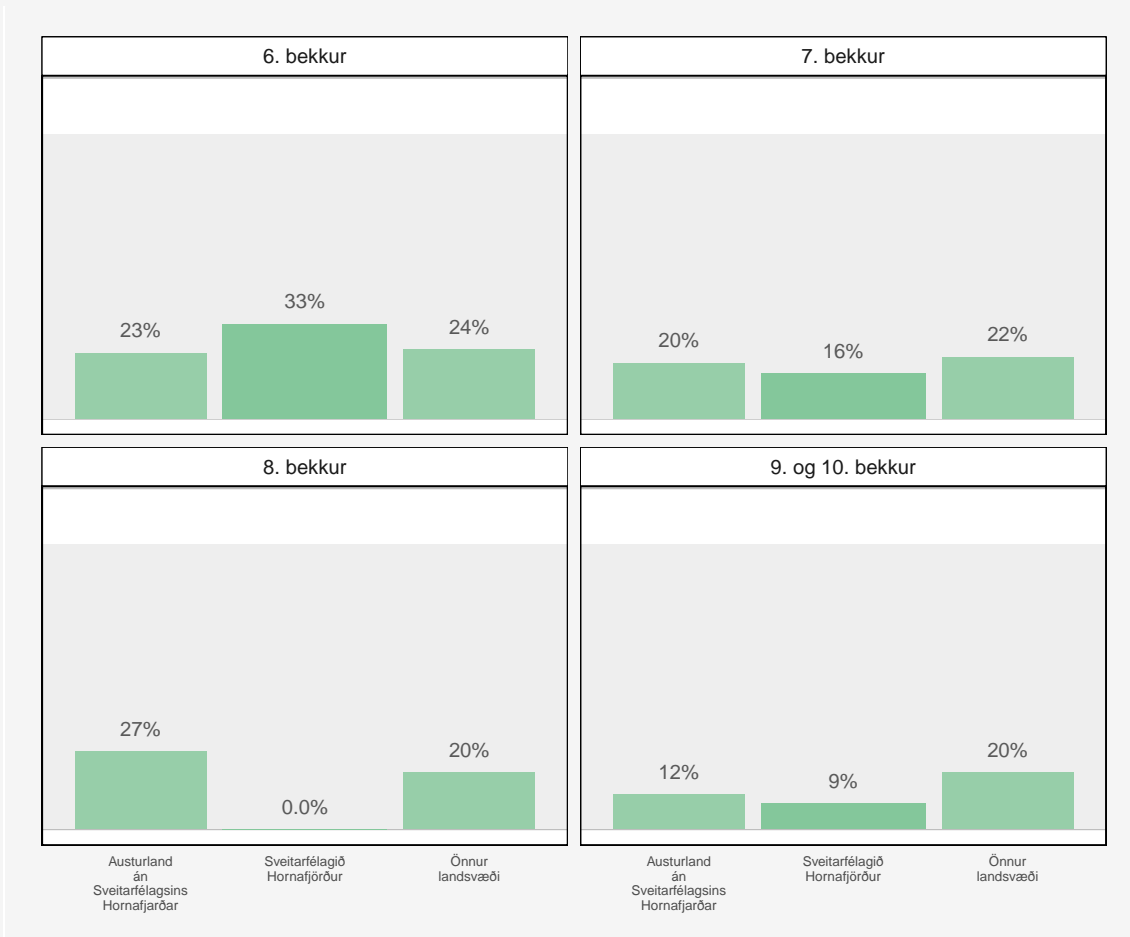 6. bekkur
7. bekkur
23%
33%
24%
20%
16%
22%
8. bekkur
9. og 10. bekkur
27%
0.0%
20%
12%
9%
20%
Austurland
án
Sveitarfélagsins
Hornafjarðar
Sveitarfélagið
Hornafjörður
Önnur
landsvæði
Austurland
án
Sveitarfélagsins
Hornafjarðar
Sveitarfélagið
Hornafjörður
Önnur
landsvæði